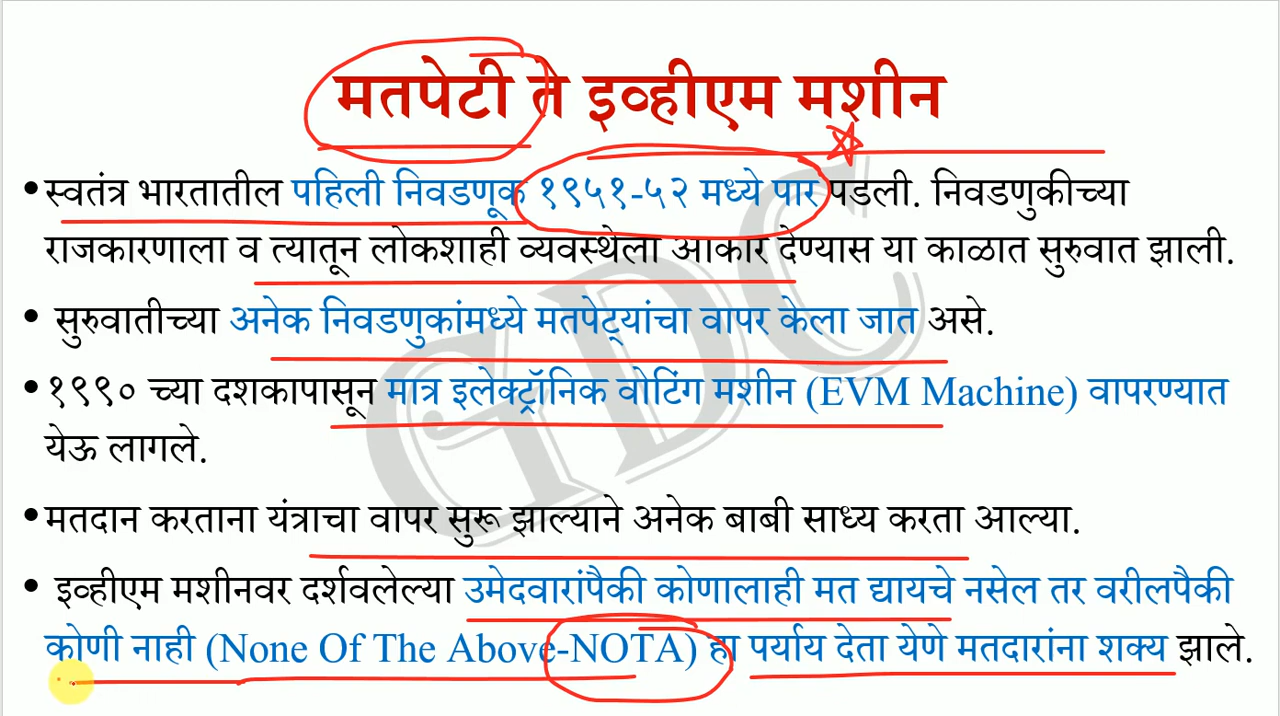 मतपेटी ते इव्हीएम मशीन
• स्वतंत्र भारतातील पहिली निवडणूक १९५१-५२ मध्ये पार पडली. निवडणुकीच्या
राजकारणाला व त्यातून लोकशाही व्यवस्थेला आकार देण्यास या काळात सुरुवात झाली.
• सुरुवातीच्या अनेक निवडणुकांमध्ये मतपेट्यांचा वापर केला जात असे.
• १९९० च्या दशकापासून मात्र इलेक्ट्रॉनिक वोटिंग मशीन (EVM Machine) वापरण्यात
येऊ लागले.
• मतदान करताना यंत्राचा वापर सुरू झाल्याने अनेक बाबी साध्य करता आल्या.
• इव्हीएम मशीनवर दर्शवलेल्या उमेदवारांपैकी कोणालाही मत द्यायचे नसेल तर वरीलपैकी
कोणी नाही (None Of The Above-NOTA) हा पर्याय देता येणे मतदारांना शक्य झाले.
GDC